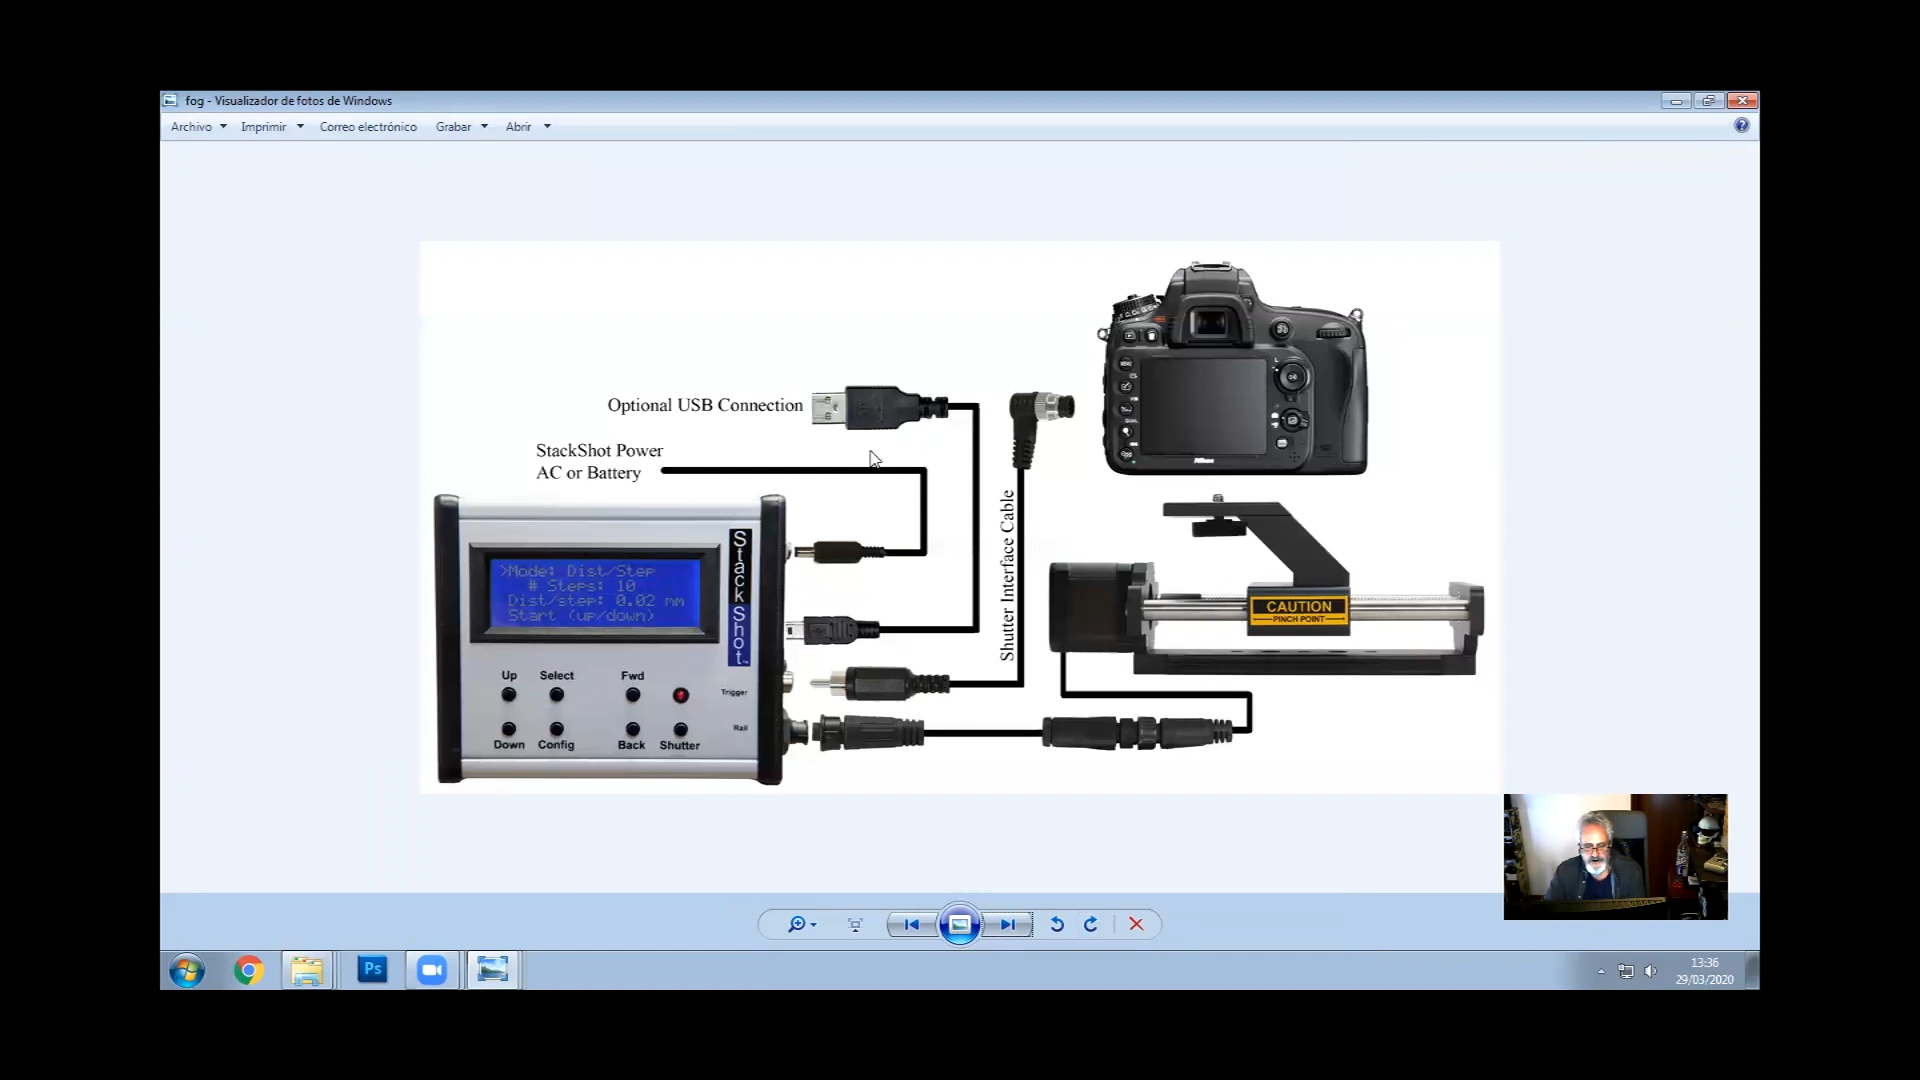 fog - Visualizador de fotos de Windows
Archivo Imprimir Correo electrónico Grabar Abrir
Optional USB Connection
StackShot Power
AC or Battery
Shutter Interface Cable
Nikon
StackShot
>Mode: Dist/Step
# Steps: 10
Dist/step: 0.02 mm
Start (up/down)
CAUTION
PINCH POINT
Up Select Fwd
Trigger
Rail
Down Config Back Shutter
Ps
13:36
29/03/2020